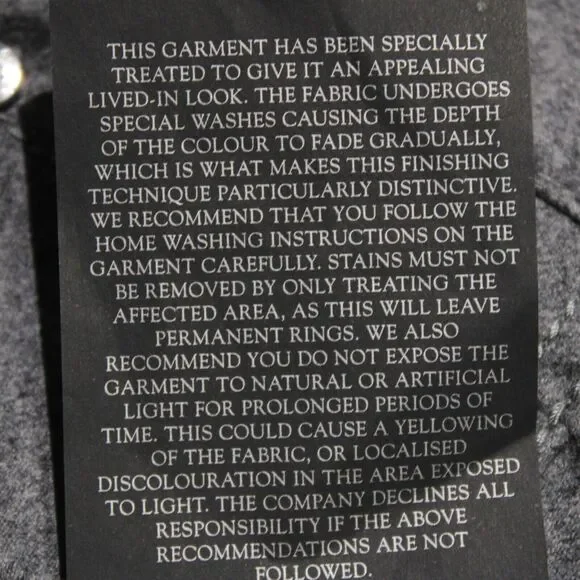 THIS GARMENT HAS BEEN SPECIALLY
TREATED TO GIVE IT AN APPEALING
LIVED-IN LOOK. THE FABRIC UNDERGOES
SPECIAL WASHES CAUSING THE DEPTH
OF THE COLOUR TO FADE GRADUALLY,
WHICH IS WHAT MAKES THIS FINISHING
TECHNIQUE PARTICULARLY DISTINCTIVE.
WE RECOMMEND THAT YOU FOLLOW THE
HOME WASHING INSTRUCTIONS ON THE
GARMENT CAREFULLY. STAINS MUST NOT
BE REMOVED BY ONLY TREATING THE
AFFECTED AREA, AS THIS WILL LEAVE
PERMANENT RINGS. WE ALSO
RECOMMEND YOU DO NOT EXPOSE THE
GARMENT TO NATURAL OR ARTIFICIAL
LIGHT FOR PROLONGED PERIODS OF
TIME. THIS COULD CAUSE A YELLOWING
OF THE FABRIC, OR LOCALISED
DISCOLOURATION IN THE AREA EXPOSED
TO LIGHT. THE COMPANY DECLINES ALL
RESPONSIBILITY IF THE ABOVE
RECOMMENDATIONS ARE NOT
FOLLOWED.